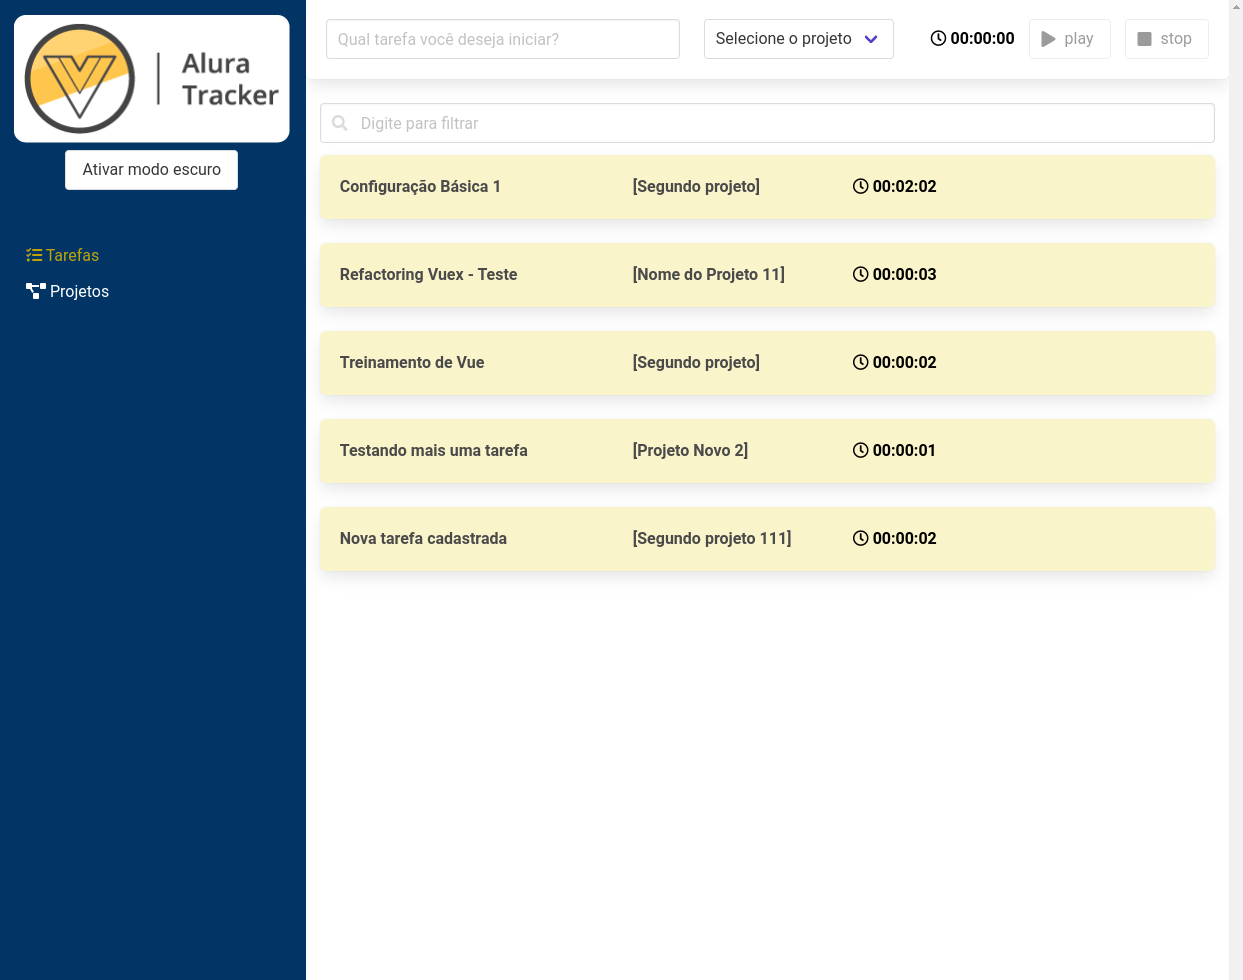 Alura
Tracker
Ativar modo escuro
Tarefas
Projetos
Qual tarefa você deseja iniciar?
Selecione o projeto
00:00:00
play
stop
Digite para filtrar
Configuração Básica 1 [Segundo projeto] 00:02:02
Refactoring Vuex - Teste [Nome do Projeto 11] 00:00:03
Treinamento de Vue [Segundo projeto] 00:00:02
Testando mais uma tarefa [Projeto Novo 2] 00:00:01
Nova tarefa cadastrada [Segundo projeto 111] 00:00:02